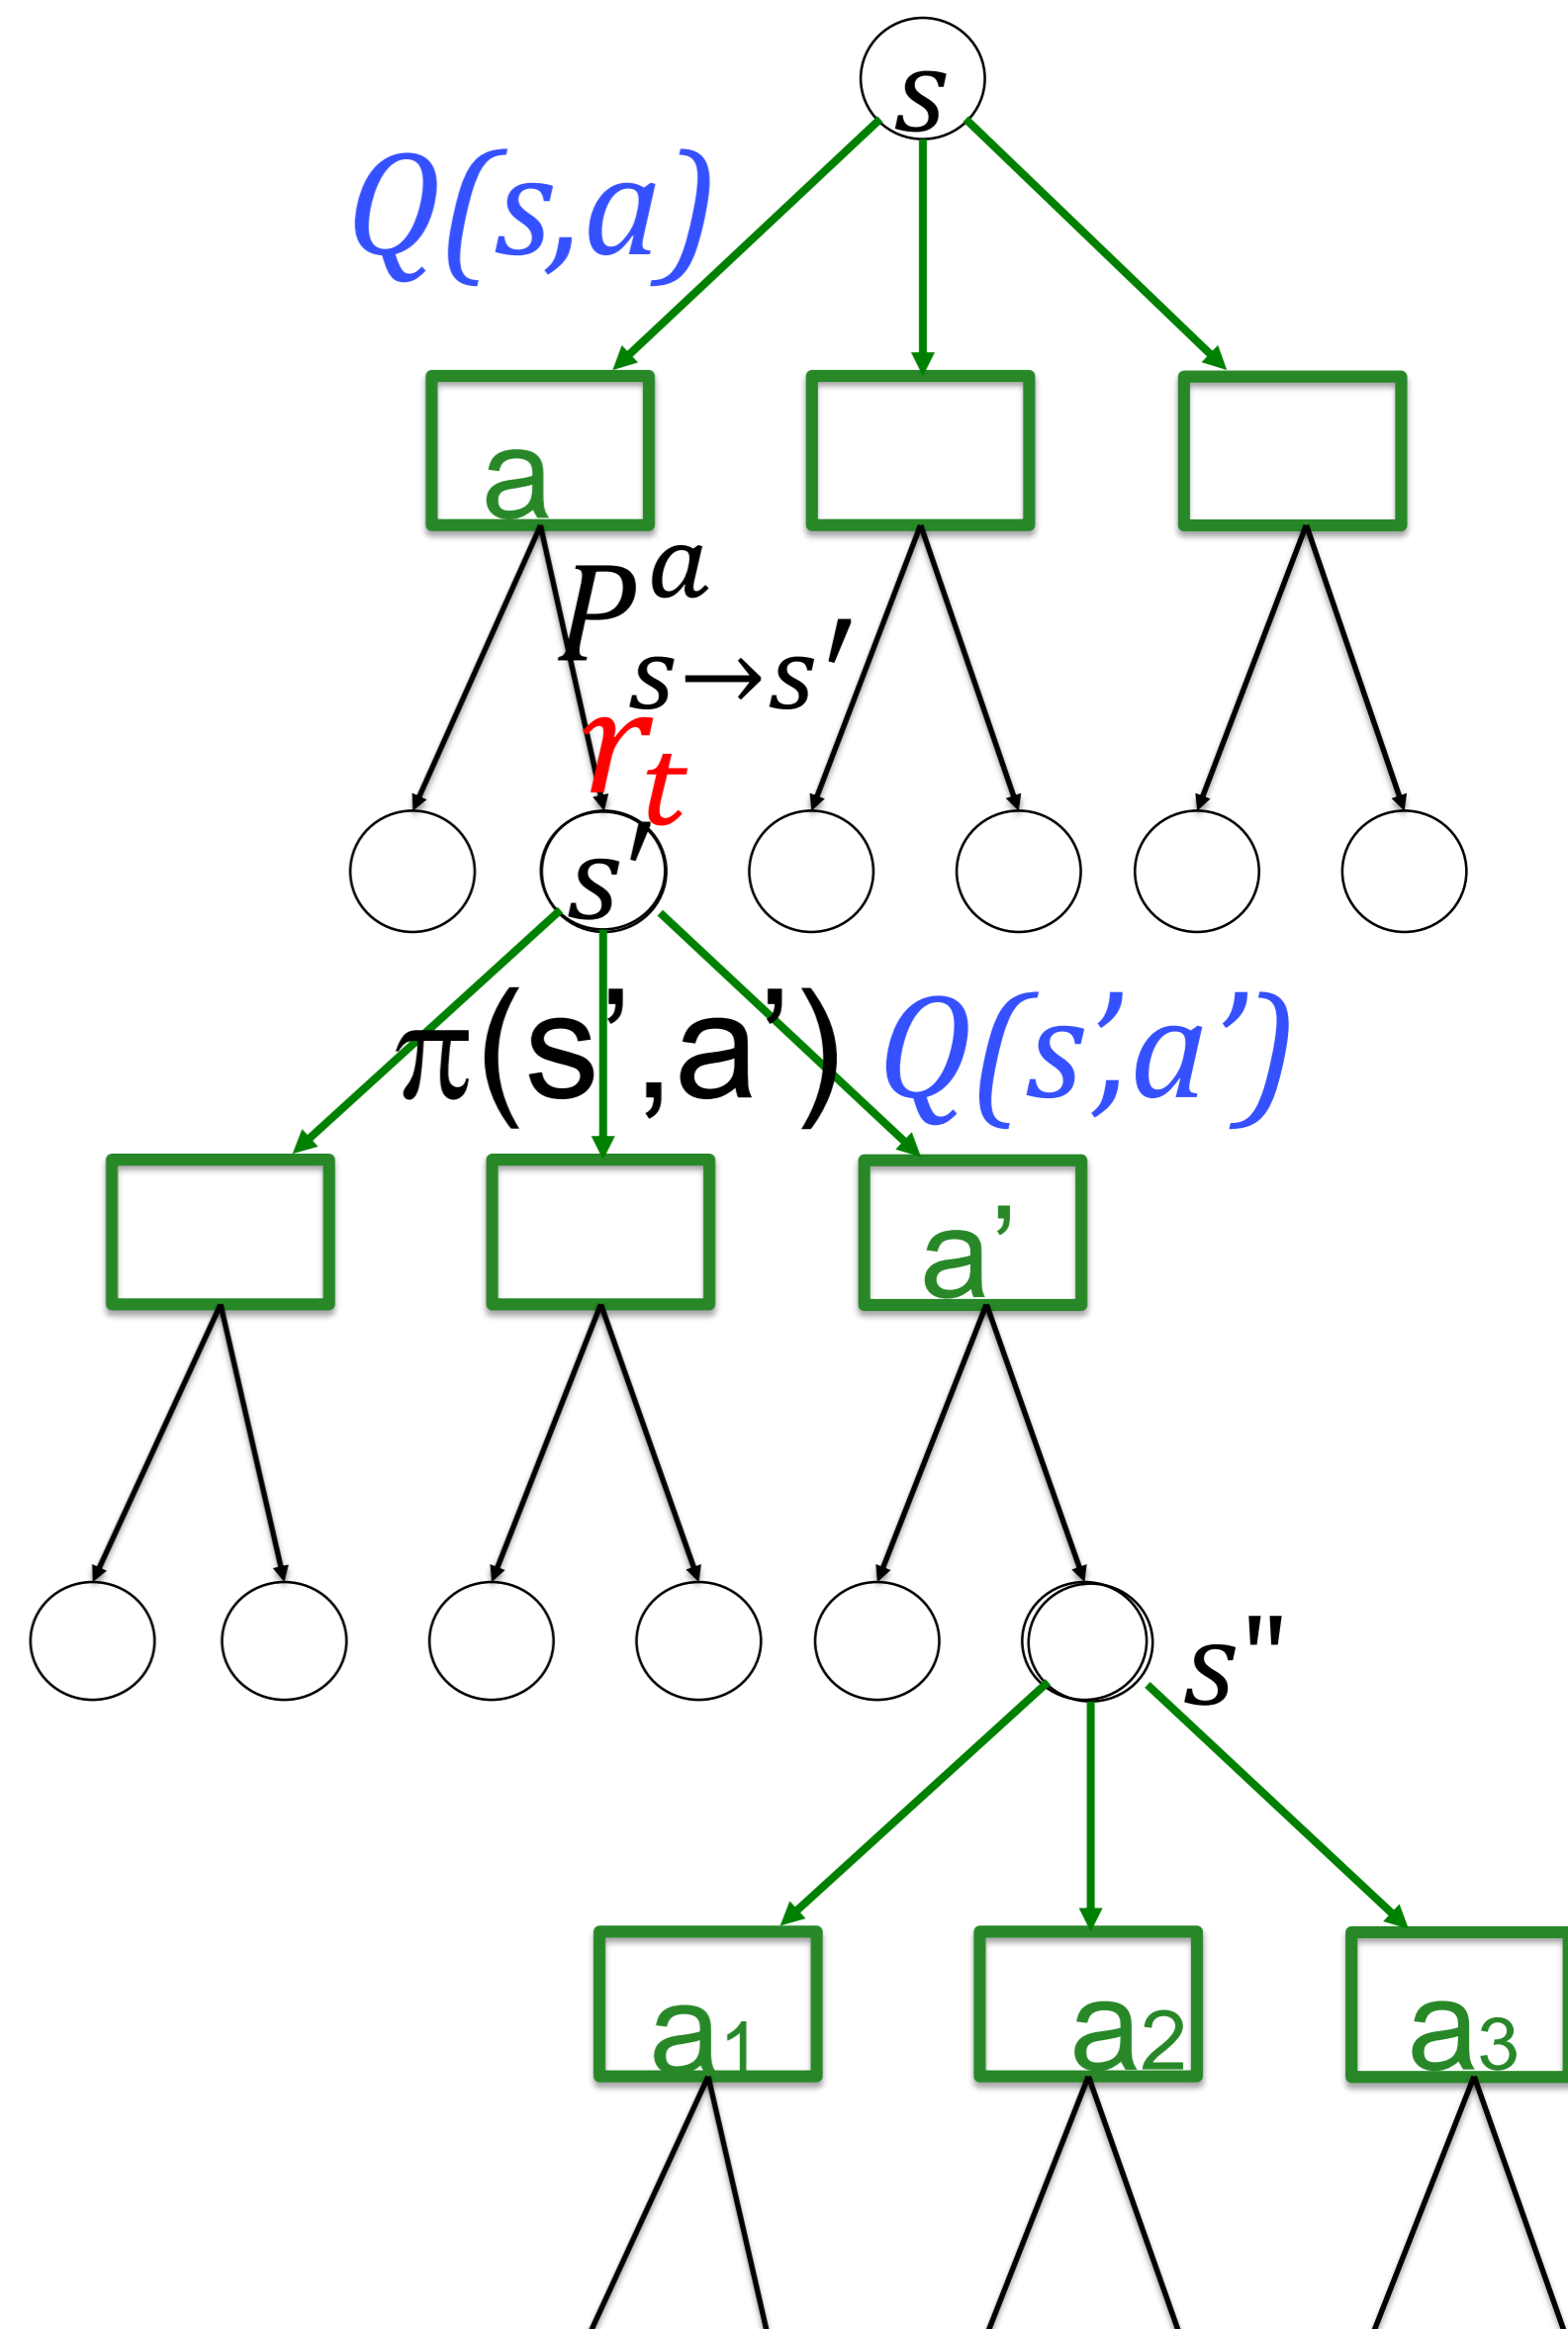 s
Q(s,a)
a
P^a_{s→s′}
r_t
s′
π(s’,a’)
Q(s’,a’)
a’
s"
a1
a2
a3